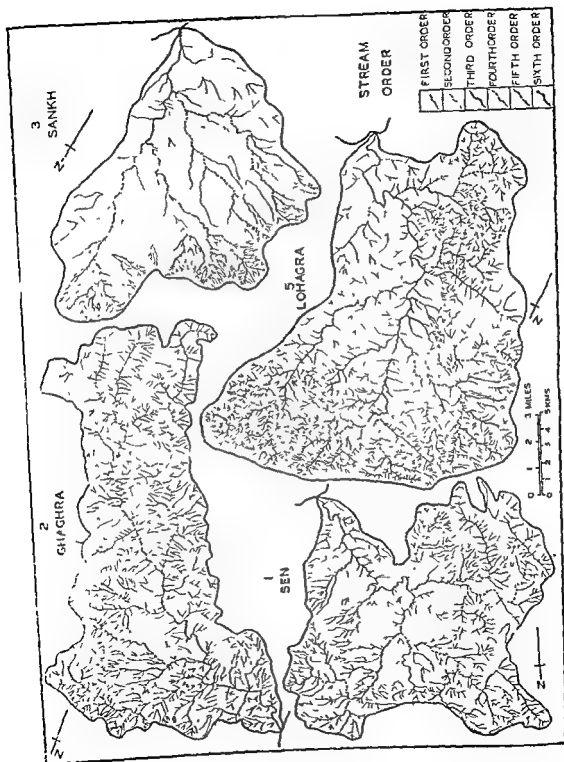 3
SANKH
N
2
GHAGHRA
N
STREAM
ORDER
FIRST ORDER
SECOND ORDER
THIRD ORDER
FOURTH ORDER
FIFTH ORDER
SIXTH ORDER
5
LOHAGRA
N
1
SEN
N
0 1 2 3 MILES
0 1 2 3 4 5 KMS